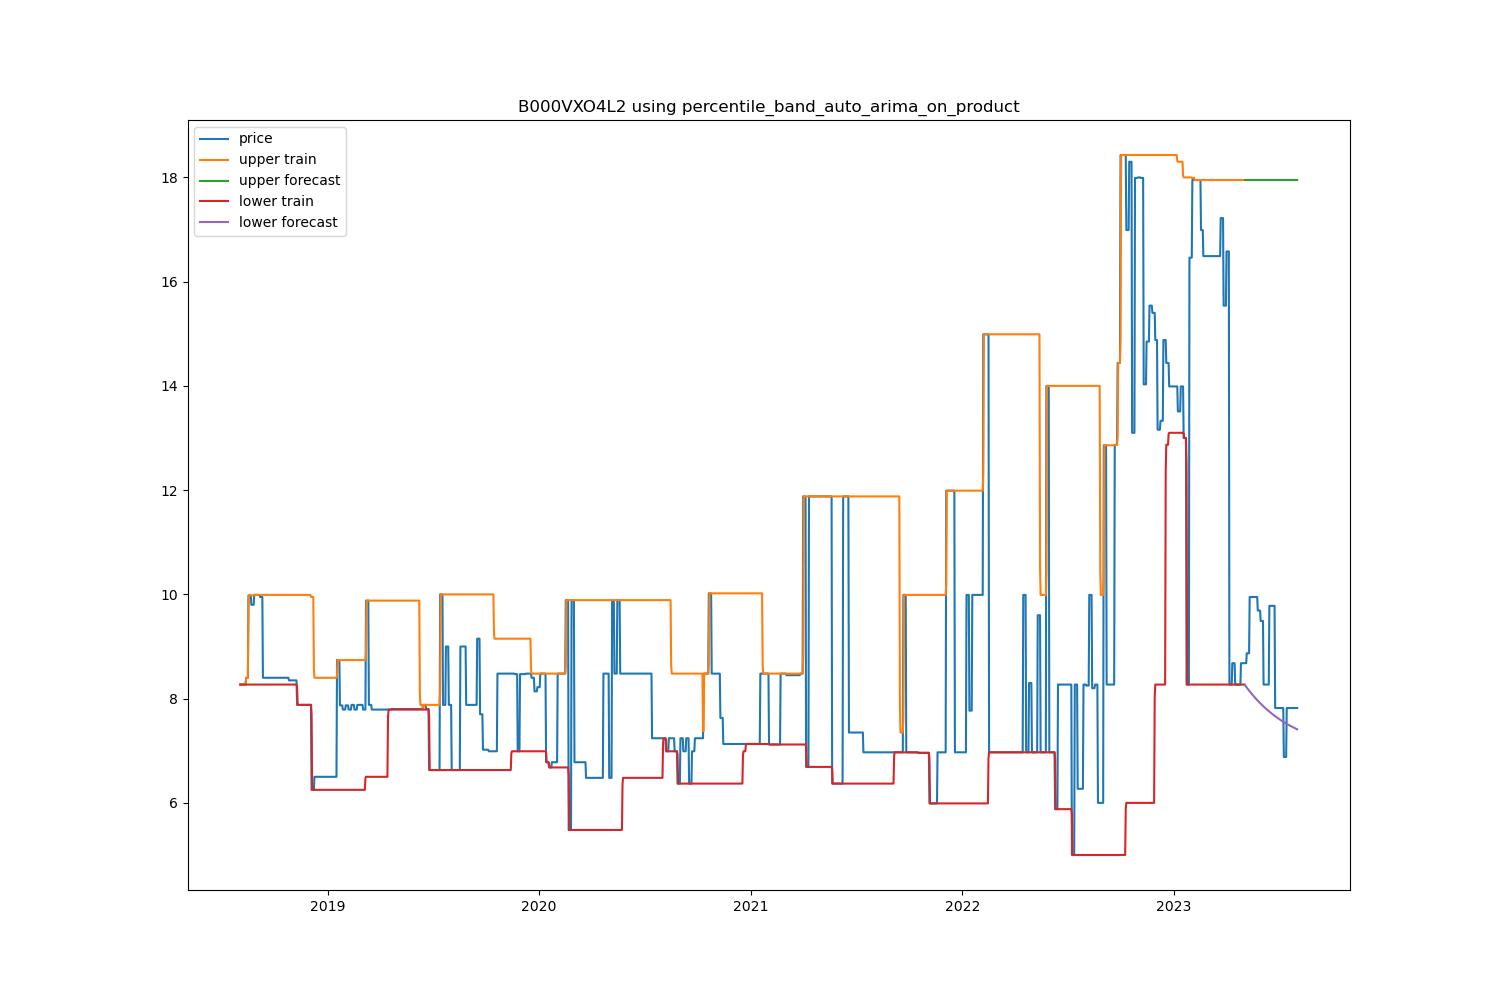 B000VXO4L2 using percentile_band_auto_arima_on_product
price
upper train
upper forecast
lower train
lower forecast
18
16
14
12
10
8
6
2019
2020
2021
2022
2023